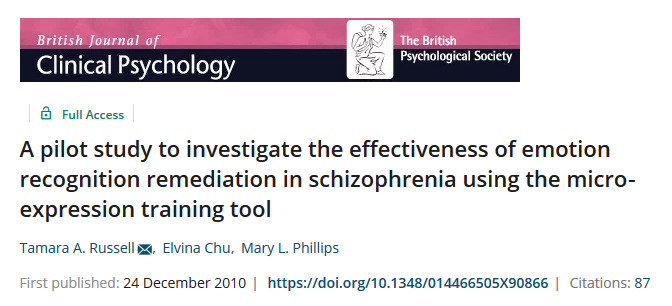 British Journal of
Clinical Psychology
The British
Psychological Society
Full Access
A pilot study to investigate the effectiveness of emotion
recognition remediation in schizophrenia using the micro-
expression training tool
Tamara A. Russell, Elvina Chu, Mary L. Phillips
First published: 24 December 2010 | https://doi.org/10.1348/014466505X90866 | Citations: 87